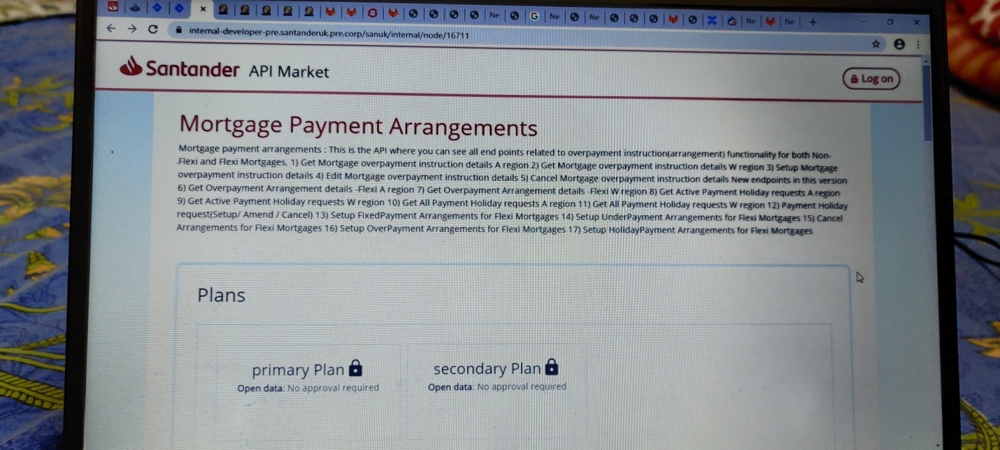 Ne
Ne
Ne
Ne
Ne
internal-developer-pre.santanderuk.pre.corp/sanuk/internal/node/16711
Santander API Market
Log on
Mortgage Payment Arrangements
Mortgage payment arrangements : This is the API where you can see all end points related to overpayment instruction(arrangement) functionality for both Non-
Flexi and Flexi Mortgages. 1) Get Mortgage overpayment instruction details A region 2) Get Mortgage overpayment instruction details W region 3) Setup Mortgage
overpayment instruction details 4) Edit Mortgage overpayment instruction details 5) Cancel Mortgage overpayment instruction details New endpoints in this version
6) Get Overpayment Arrangement details -Flexi A region 7) Get Overpayment Arrangement details -Flexi W region 8) Get Active Payment Holiday requests A region
9) Get Active Payment Holiday requests W region 10) Get All Payment Holiday requests A region 11) Get All Payment Holiday requests W region 12) Payment Holiday
request(Setup/ Amend / Cancel) 13) Setup FixedPayment Arrangements for Flexi Mortgages 14) Setup UnderPayment Arrangements for Flexi Mortgages 15) Cancel
Arrangements for Flexi Mortgages 16) Setup OverPayment Arrangements for Flexi Mortgages 17) Setup HolidayPayment Arrangements for Flexi Mortgages
Plans
primary Plan
Open data: No approval required
secondary Plan
Open data: No approval required